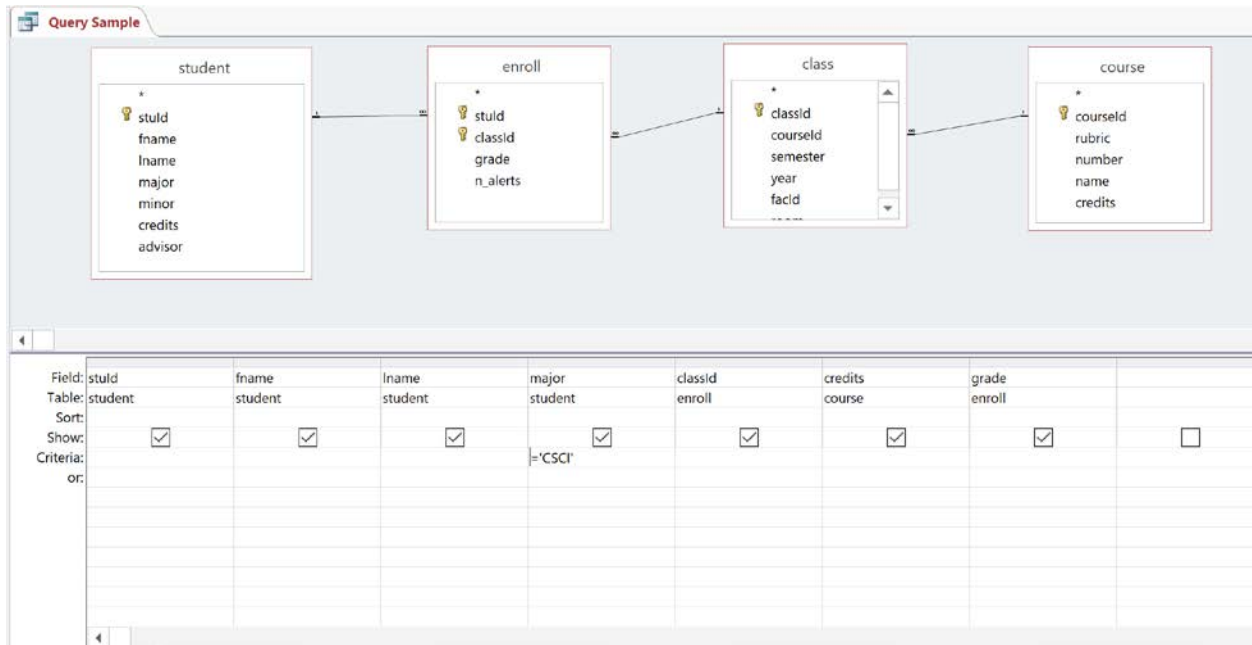 Query Sample
student
*
stuId
fname
lname
major
minor
credits
advisor
enroll
*
stuId
classId
grade
n_alerts
class
*
classId
courseId
semester
year
facId
course
*
courseId
rubric
number
name
credits
Field: stuId fname lname major classId credits grade
Table: student student student student enroll course enroll
Sort:
Show:
Criteria: ='CSCI'
or: